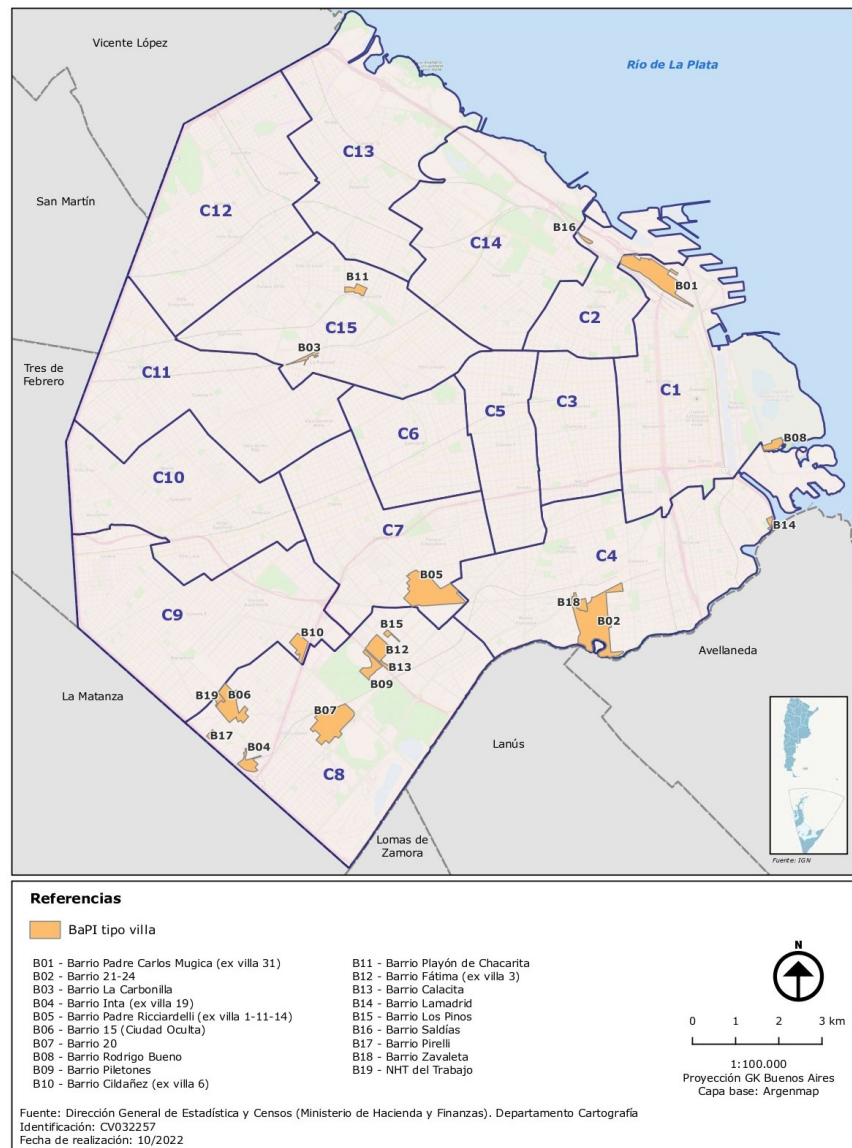 Vicente López
Río de La Plata
San Martín
C13
C12
C14
B16
B11
B01
C15
C2
B03
Tres de
Febrero
C11
C1
C5
C3
C6
B08
C10
C7
B14
C4
B05
B18
C9
B15
B02
B10
B12
Avellaneda
B13
B09
La Matanza
B19
B06
B07
B17
Lanús
B04
C8
Lomas de
Zamora
Fuente: IGN
Referencias
BaPI tipo villa
B01 - Barrio Padre Carlos Mugica (ex villa 31)
B02 - Barrio 21-24
B03 - Barrio La Carbonilla
B04 - Barrio Inta (ex villa 19)
B05 - Barrio Padre Ricciardelli (ex villa 1-11-14)
B06 - Barrio 15 (Ciudad Oculta)
B07 - Barrio 20
B08 - Barrio Rodrigo Bueno
B09 - Barrio Piletones
B10 - Barrio Cildañez (ex villa 6)
B11 - Barrio Playón de Chacarita
B12 - Barrio Fátima (ex villa 3)
B13 - Barrio Calacita
B14 - Barrio Lamadrid
B15 - Barrio Los Pinos
B16 - Barrio Saldías
B17 - Barrio Pirelli
B18 - Barrio Zavaleta
B19 - NHT del Trabajo
N
0 1 2 3 km
1:100.000
Proyección GK Buenos Aires
Capa base: Argenmap
Fuente: Dirección General de Estadística y Censos (Ministerio de Hacienda y Finanzas). Departamento Cartografía
Identificación: CV032257
Fecha de realización: 10/2022